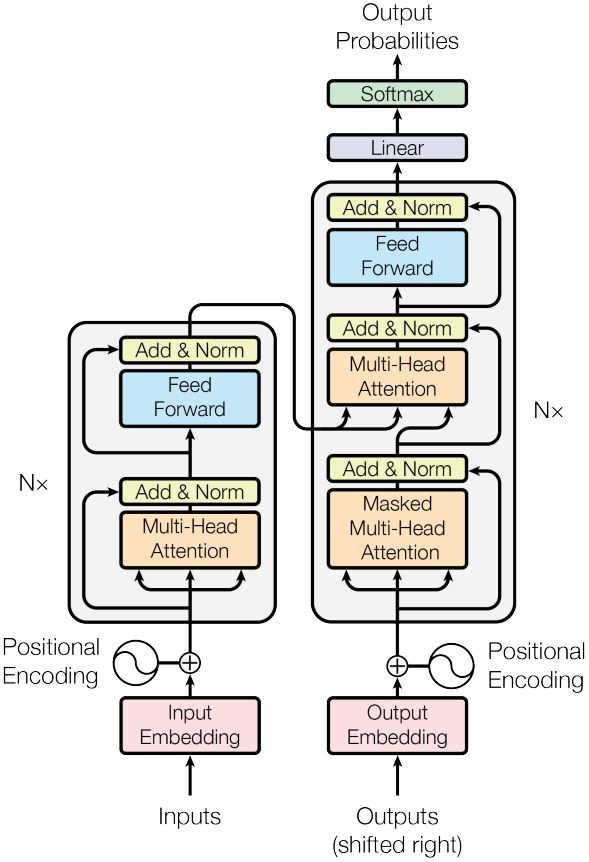 Output
Probabilities
Softmax
Linear
Add & Norm
Feed
Forward
Add & Norm
Multi-Head
Attention
Add & Norm
Masked
Multi-Head
Attention
N×
Add & Norm
Feed
Forward
Add & Norm
Multi-Head
Attention
N×
Positional
Encoding
Positional
Encoding
Input
Embedding
Output
Embedding
Inputs
Outputs
(shifted right)